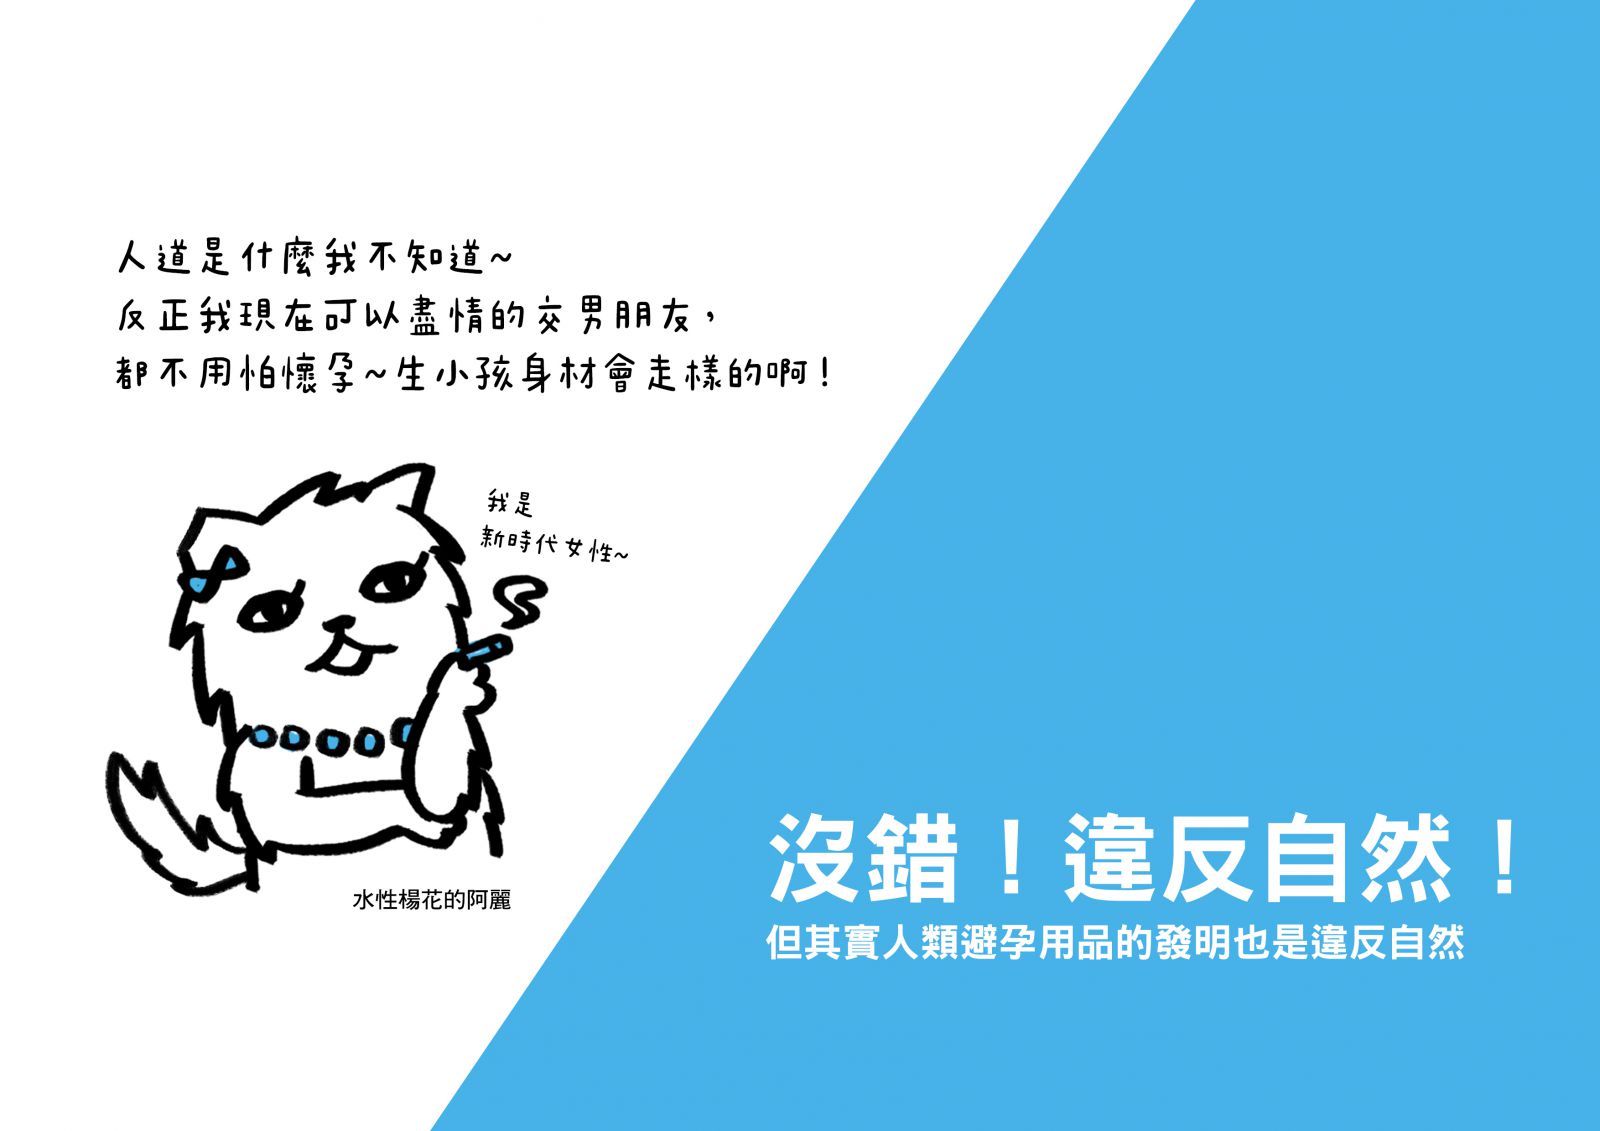 人道是什麼我不知道~
反正我現在可以盡情的交男朋友，
都不用怕懷孕~生小孩身材會走樣的啊!
我是
新時代女性~
水性楊花的阿麗
沒錯！違反自然！
但其實人類避孕用品的發明也是違反自然